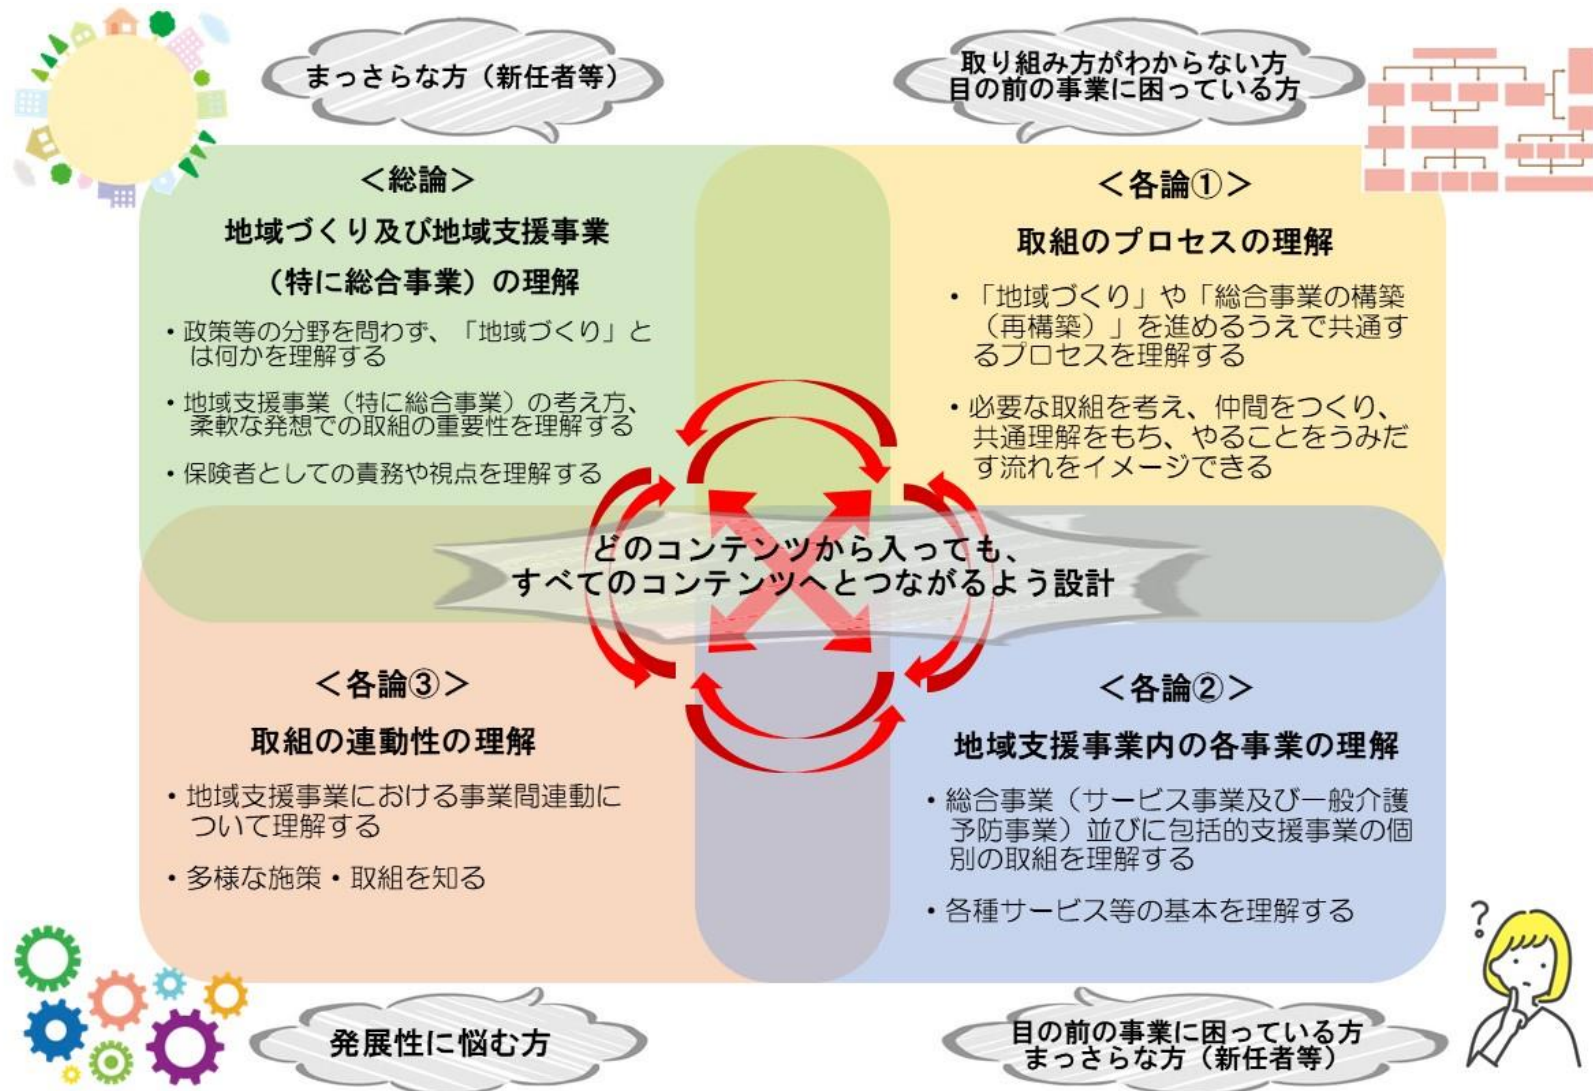 まっさらな方（新任者等）
取り組み方がわからない方
目の前の事業に困っている方
＜総論＞
地域づくり及び地域支援事業
（特に総合事業）の理解
・政策等の分野を問わず、「地域づくり」と
は何かを理解する
・地域支援事業（特に総合事業）の考え方、
柔軟な発想での取組の重要性を理解する
・保険者としての責務や視点を理解する
＜各論①＞
取組のプロセスの理解
・「地域づくり」や「総合事業の構築
（再構築）」を進めるうえで共通す
るプロセスを理解する
・必要な取組を考え、仲間をつくり、
共通理解をもち、やることをうみだ
す流れをイメージできる
どのコンテンツから入っても、
すべてのコンテンツへとつながるよう設計
＜各論③＞
取組の連動性の理解
・地域支援事業における事業間連動に
ついて理解する
・多様な施策・取組を知る
＜各論②＞
地域支援事業内の各事業の理解
・総合事業（サービス事業及び一般介護
予防事業）並びに包括的支援事業の個
別の取組を理解する
・各種サービス等の基本を理解する
?
発展性に悩む方
目の前の事業に困っている方
まっさらな方（新任者等）